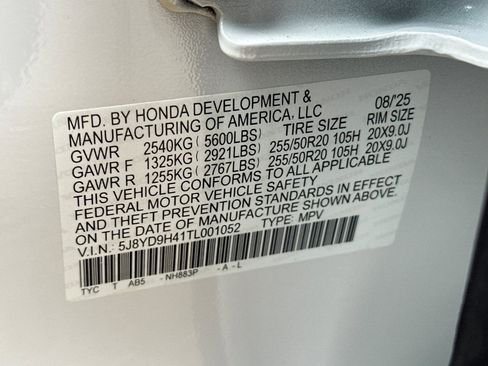 MFD. BY HONDA DEVELOPMENT & 08/'25
MANUFACTURING OF AMERICA, LLC
TIRE SIZE RIM SIZE
GVWR 2540KG ( 5600LBS)
GAWR F 1325KG ( 2921LBS) 255/50R20 105H 20X9.0J
GAWR R 1255KG ( 2767LBS) 255/50R20 105H 20X9.0J
THIS VEHICLE CONFORMS TO ALL APPLICABLE
FEDERAL MOTOR VEHICLE SAFETY
AND THEFT PREVENTION STANDARDS IN EFFECT
ON THE DATE OF MANUFACTURE SHOWN ABOVE.
V.I.N.: 5J8YD9H41TL001052 TYPE: MPV
TYC T AB5 -NH883P -A-L